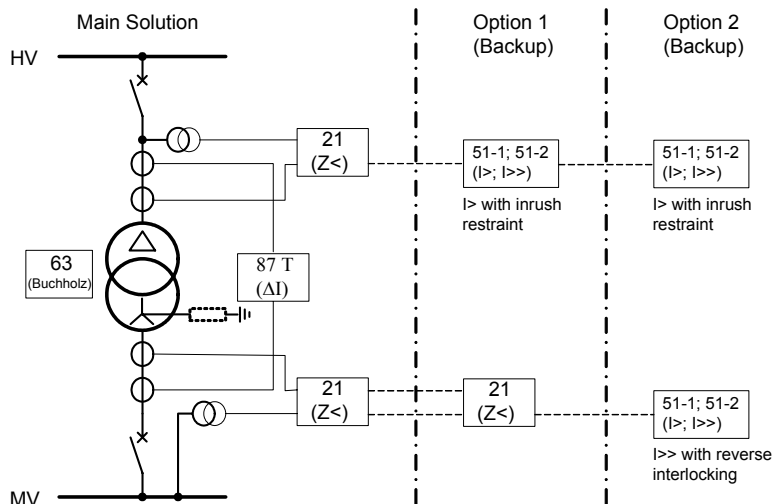 Main Solution
Option 1
(Backup)
Option 2
(Backup)
HV
21
(Z<)
51-1; 51-2
(I>; I>>)
I> with inrush
restraint
51-1; 51-2
(I>; I>>)
I> with inrush
restraint
63
(Buchholz)
87 T
(ΔI)
21
(Z<)
21
(Z<)
51-1; 51-2
(I>; I>>)
I>> with reverse
interlocking
MV